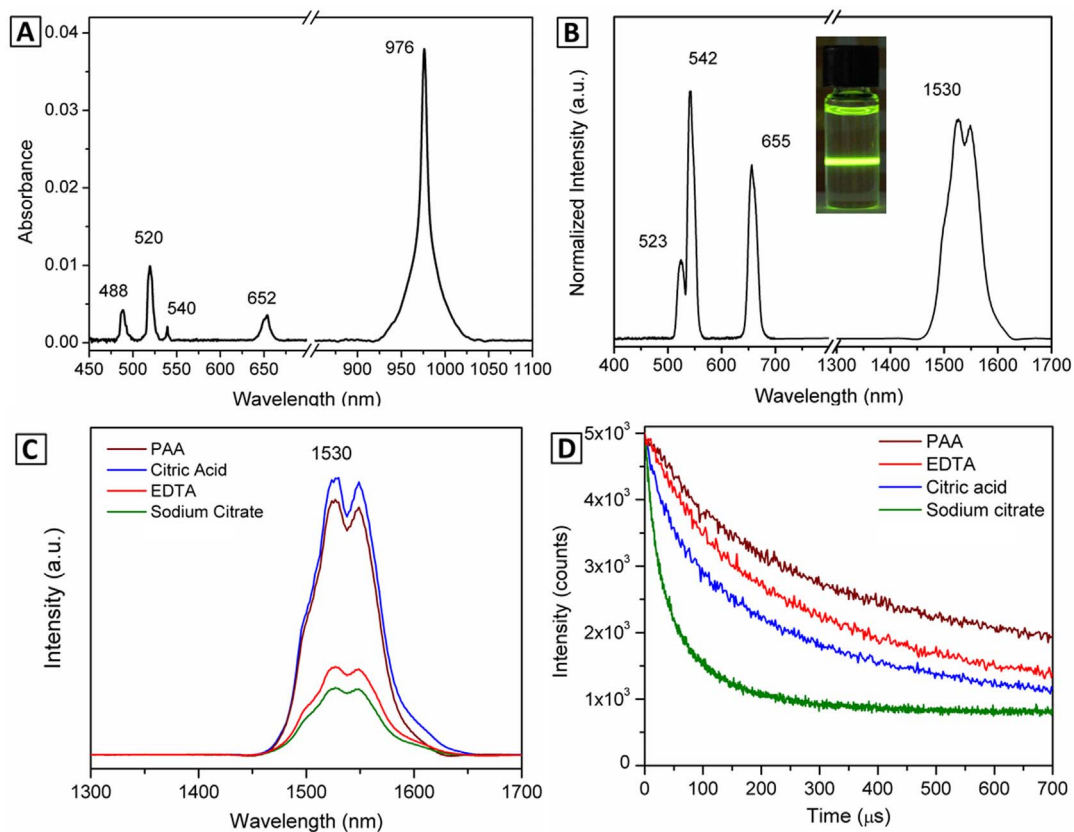 A
0.04
0.03
0.02
0.01
0.00
Absorbance
976
488
520
540
652
450 500 550 600 650 900 950 1000 1050 1100
Wavelength (nm)
B
Normalized Intensity (a.u.)
542
523
655
1530
400 500 600 700 1300 1400 1500 1600 1700
Wavelength (nm)
C
PAA
Citric Acid
EDTA
Sodium Citrate
1530
Intensity (a.u.)
1300 1400 1500 1600 1700
Wavelength (nm)
D
5x10³
4x10³
3x10³
2x10³
1x10³
0
Intensity (counts)
PAA
EDTA
Citric acid
Sodium citrate
0 100 200 300 400 500 600 700
Time (μs)